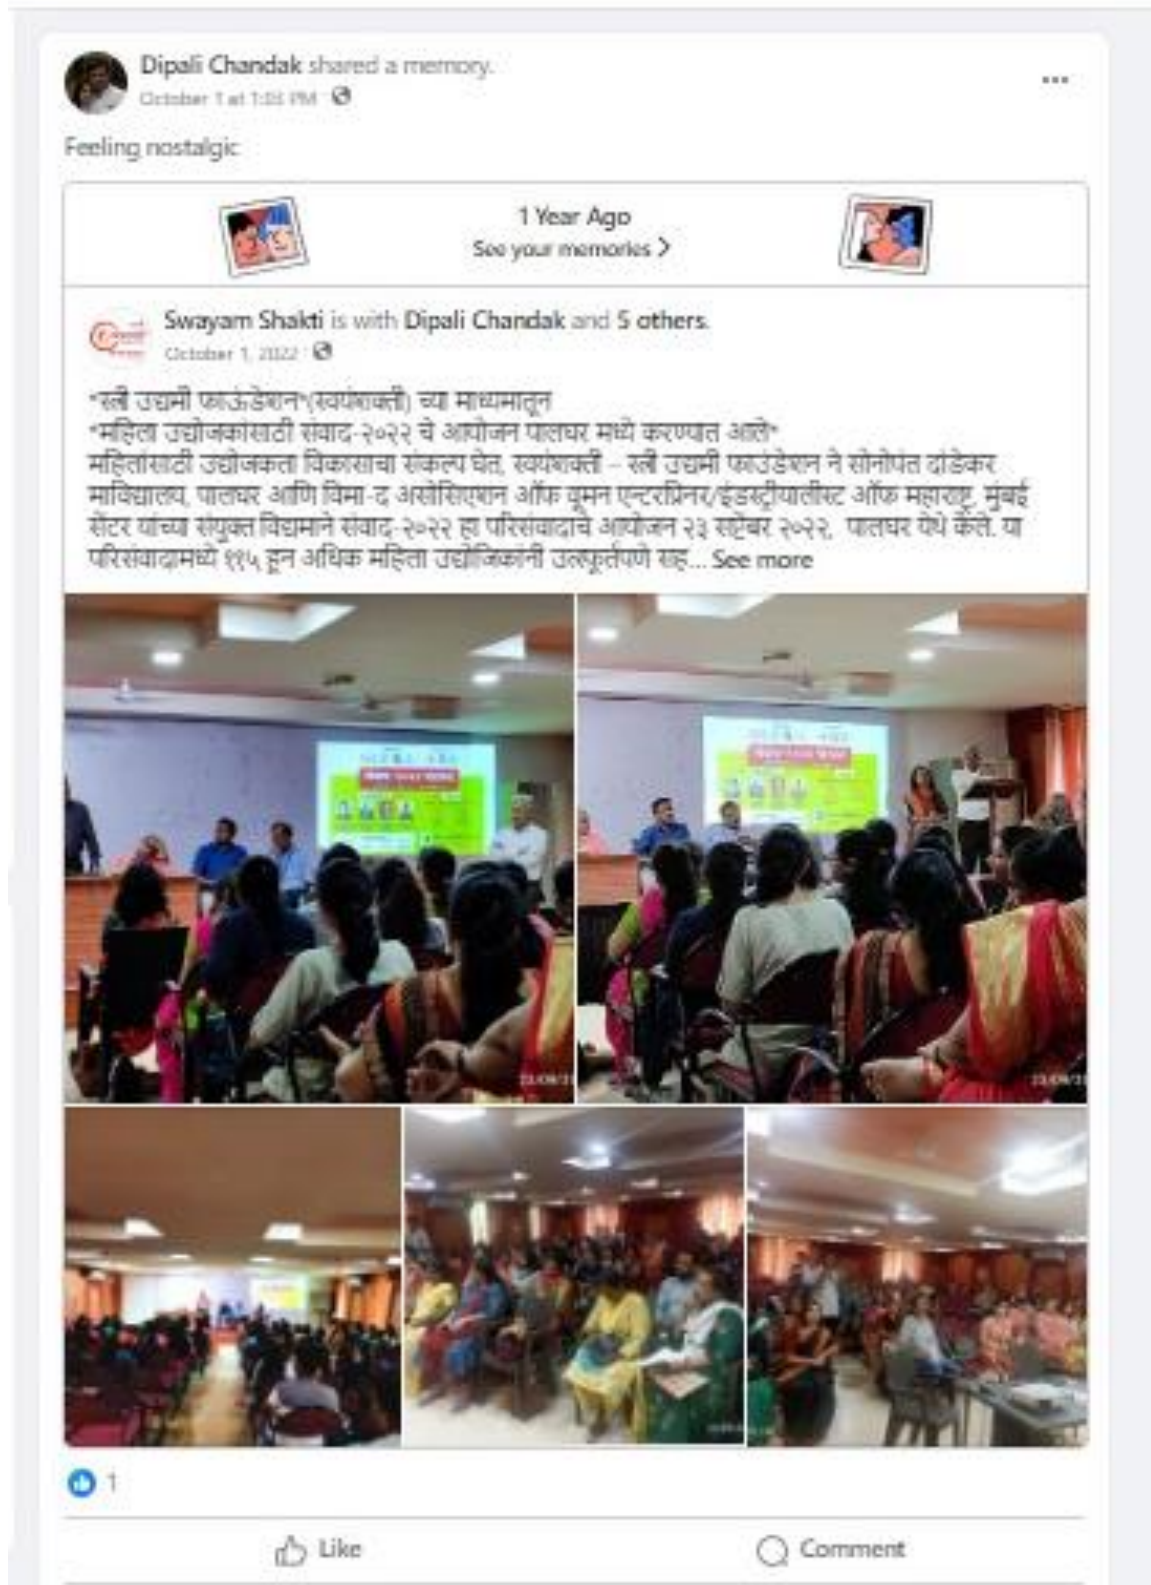 Dipali Chandak shared a memory.
October 1 at 1:03 PM
Feeling nostalgic
1 Year Ago
See your memories
Swayam Shakti is with Dipali Chandak and 5 others.
October 1, 2022
*स्त्री उद्यमी फाऊंडेशन*(स्वयंशक्ती) च्या माध्यमातून
*महिला उद्योजकांसाठी संवाद-२०२२ चे आयोजन पालघर मध्ये करण्यात आले*
महिलांसाठी उद्योजकता विकासाचा संकल्प घेत, स्वयंशक्ती – स्त्री उद्यमी फाउंडेशन ने सोनोपंत दांडेकर
माविद्यालय, पालघर आणि विमा-द असोसिएशन ऑफ वूमन एन्टरप्रिनर/इंडस्ट्रीयालीस्ट ऑफ महाराष्ट्र, मुंबई
सेंटर यांच्या संयुक्त विद्यमाने संवाद-२०२२ हा परिसंवादाचे आयोजन २३ सप्टेंबर २०२२, पालघर येथे केले. या
परिसंवादामध्ये ११५ हून अधिक महिला उद्योजिकांनी उत्स्फूर्तपणे सह... See more
1
Like
Comment